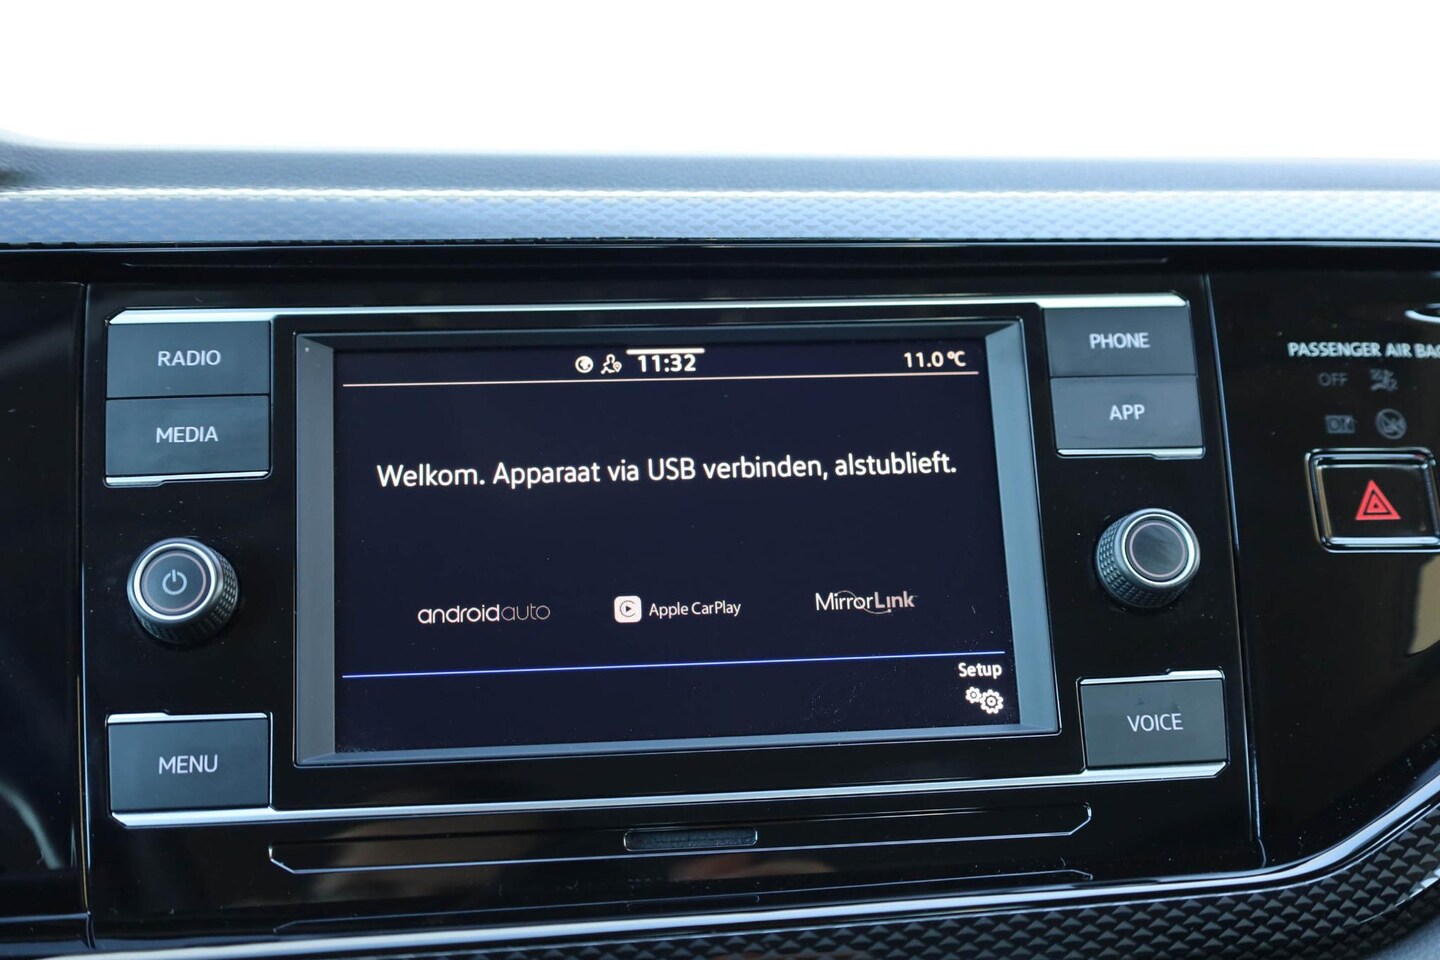 RADIO
MEDIA
MENU
11:32
11.0°C
Welkom. Apparaat via USB verbinden, alstublieft.
androidauto
Apple CarPlay
MirrorLink
Setup
PHONE
APP
VOICE
PASSENGER AIR BAG
OFF